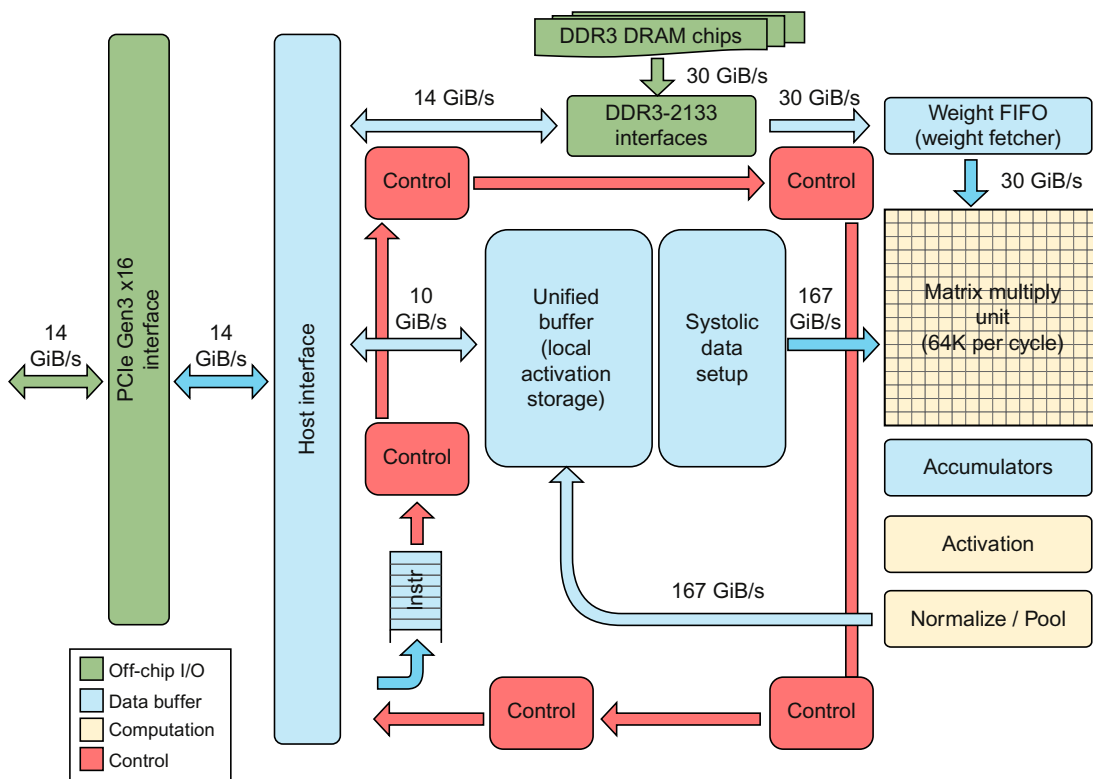 DDR3 DRAM chips
30 GiB/s
14 GiB/s
DDR3-2133
interfaces
30 GiB/s
Weight FIFO
(weight fetcher)
Control
Control
30 GiB/s
PCIe Gen3 x16
interface
Host interface
14
GiB/s
14
GiB/s
10
GiB/s
Unified
buffer
(local
activation
storage)
Systolic
data
setup
167
GiB/s
Matrix multiply
unit
(64K per cycle)
Control
Accumulators
Instr
Activation
167 GiB/s
Normalize / Pool
Off-chip I/O
Data buffer
Computation
Control
Control
Control